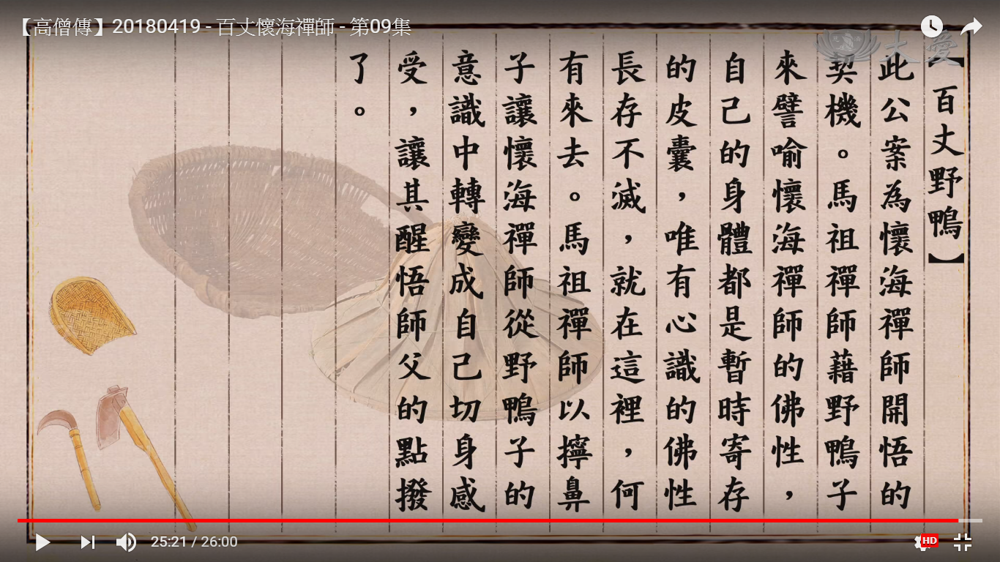 【高僧傳】20180419 - 百丈懷海禪師 - 第09集
大愛
【百丈野鴨】
此公案為懷海禪師開悟的
契機。馬祖禪師藉野鴨子
來譬喻懷海禪師的佛性，
自己的身體都是暫時寄存
的皮囊，唯有心識的佛性
長存不滅，就在這裡，何
有來去。馬祖禪師以擰鼻
子讓懷海禪師從野鴨子的
意識中轉變成自己切身感
受，讓其醒悟師父的點撥
了。
25:21 / 26:00
HD